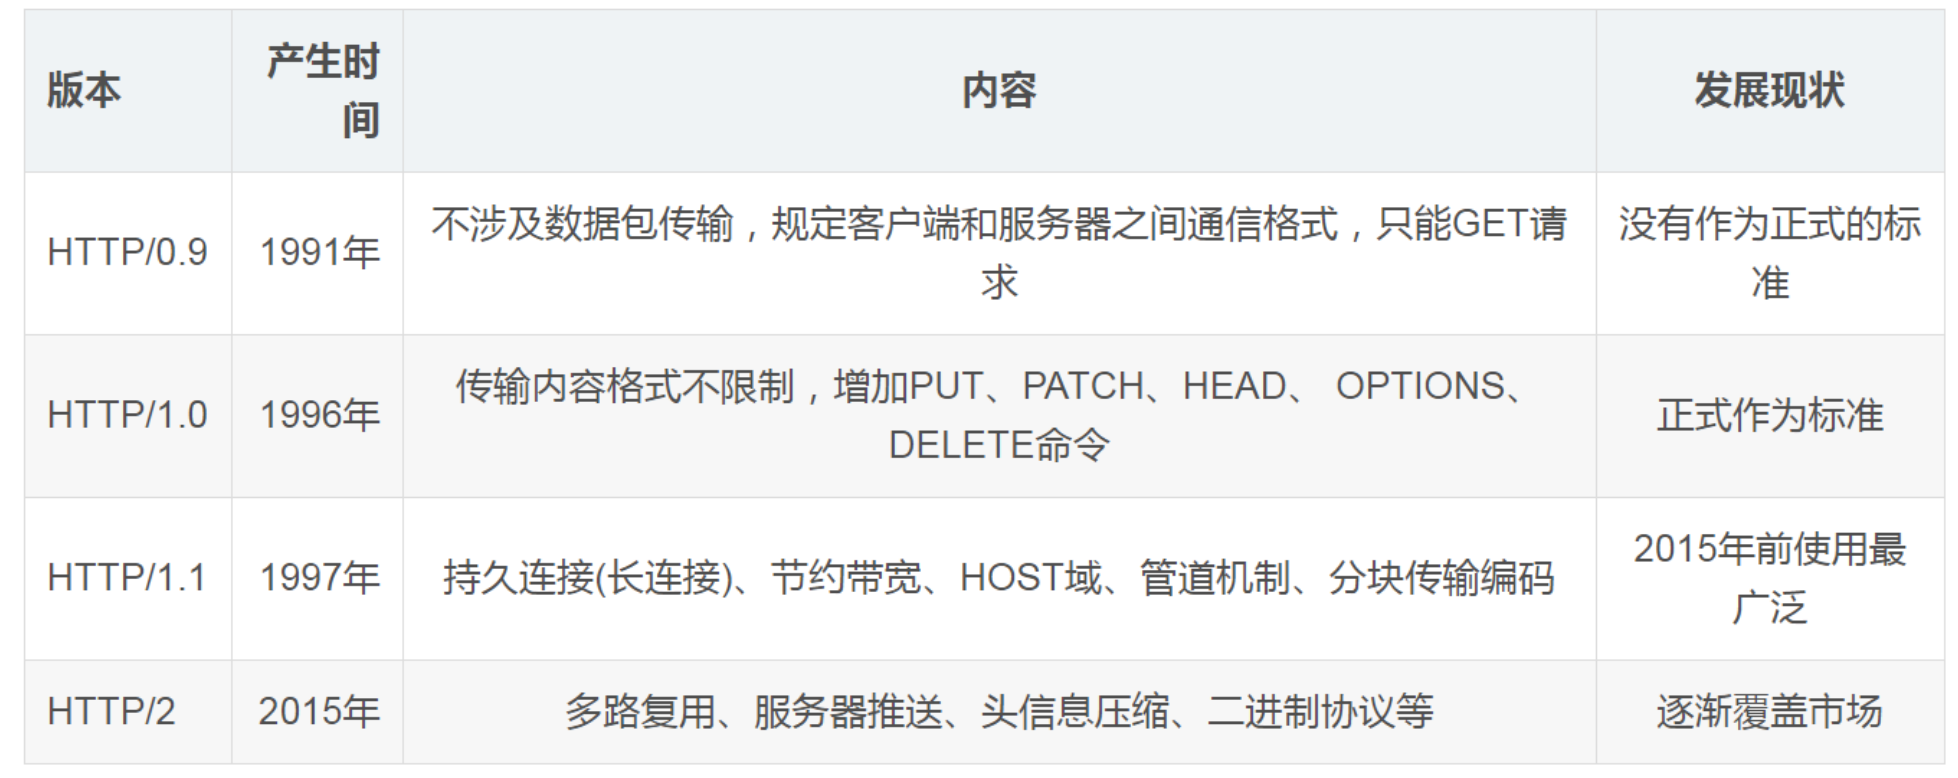 版本
产生时
间
内容
发展现状
HTTP/0.9
1991年
不涉及数据包传输，规定客户端和服务器之间通信格式，只能GET请
求
没有作为正式的标
准
HTTP/1.0
1996年
传输内容格式不限制，增加PUT、PATCH、HEAD、 OPTIONS、
DELETE命令
正式作为标准
HTTP/1.1
1997年
持久连接(长连接)、节约带宽、HOST域、管道机制、分块传输编码
2015年前使用最
广泛
HTTP/2
2015年
多路复用、服务器推送、头信息压缩、二进制协议等
逐渐覆盖市场